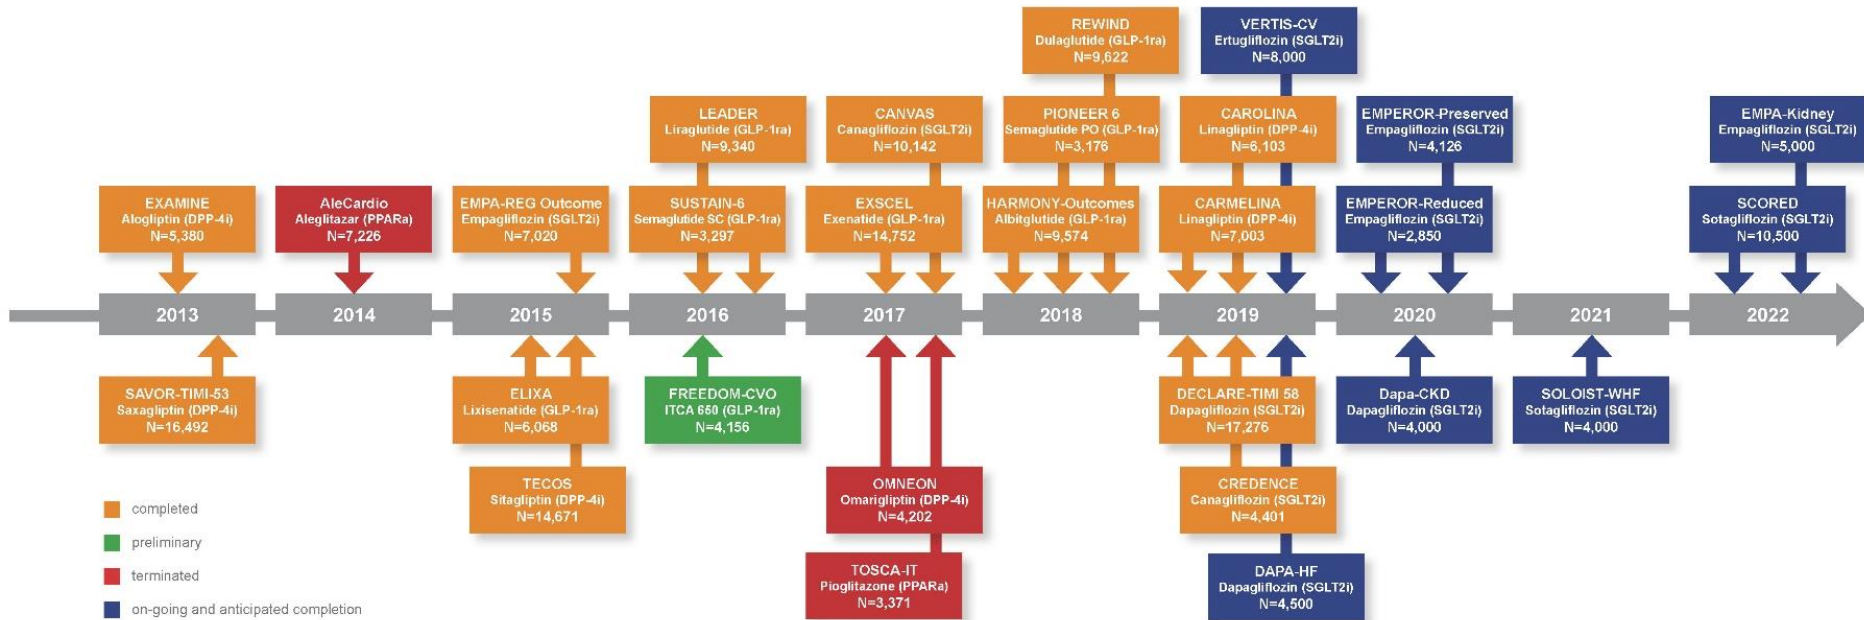 REWIND
Dulaglutide (GLP-1ra)
N=9,622
VERTIS-CV
Ertugliflozin (SGLT2i)
N=8,000
LEADER
Liraglutide (GLP-1ra)
N=9,340
CANVAS
Canagliflozin (SGLT2i)
N=10,142
PIONEER 6
Semaglutide PO (GLP-1ra)
N=3,176
CAROLINA
Linagliptin (DPP-4i)
N=6,103
EMPEROR-Preserved
Empagliflozin (SGLT2i)
N=4,126
EMPA-Kidney
Empagliflozin (SGLT2i)
N=5,000
EXAMINE
Alogliptin (DPP-4i)
N=5,380
AleCardio
Aleglitazar (PPARa)
N=7,226
EMPA-REG Outcome
Empagliflozin (SGLT2i)
N=7,020
SUSTAIN-6
Semaglutide SC (GLP-1ra)
N=3,297
EXSCEL
Exenatide (GLP-1ra)
N=14,752
HARMONY-Outcomes
Albitglutide (GLP-1ra)
N=9,574
CARMELINA
Linagliptin (DPP-4i)
N=7,003
EMPEROR-Reduced
Empagliflozin (SGLT2i)
N=2,850
SCORED
Sotagliflozin (SGLT2i)
N=10,500
2013
2014
2015
2016
2017
2018
2019
2020
2021
2022
SAVOR-TIMI-53
Saxagliptin (DPP-4i)
N=16,492
ELIXA
Lixisenatide (GLP-1ra)
N=6,068
FREEDOM-CVO
ITCA 650 (GLP-1ra)
N=4,156
DECLARE-TIMI 58
Dapagliflozin (SGLT2i)
N=17,276
Dapa-CKD
Dapagliflozin (SGLT2i)
N=4,000
SOLOIST-WHF
Sotagliflozin (SGLT2i)
N=4,000
TECOS
Sitagliptin (DPP-4i)
N=14,671
OMNEON
Omarigliptin (DPP-4i)
N=4,202
CREDENCE
Canagliflozin (SGLT2i)
N=4,401
TOSCA-IT
Pioglitazone (PPARa)
N=3,371
DAPA-HF
Dapagliflozin (SGLT2i)
N=4,500
completed
preliminary
terminated
on-going and anticipated completion